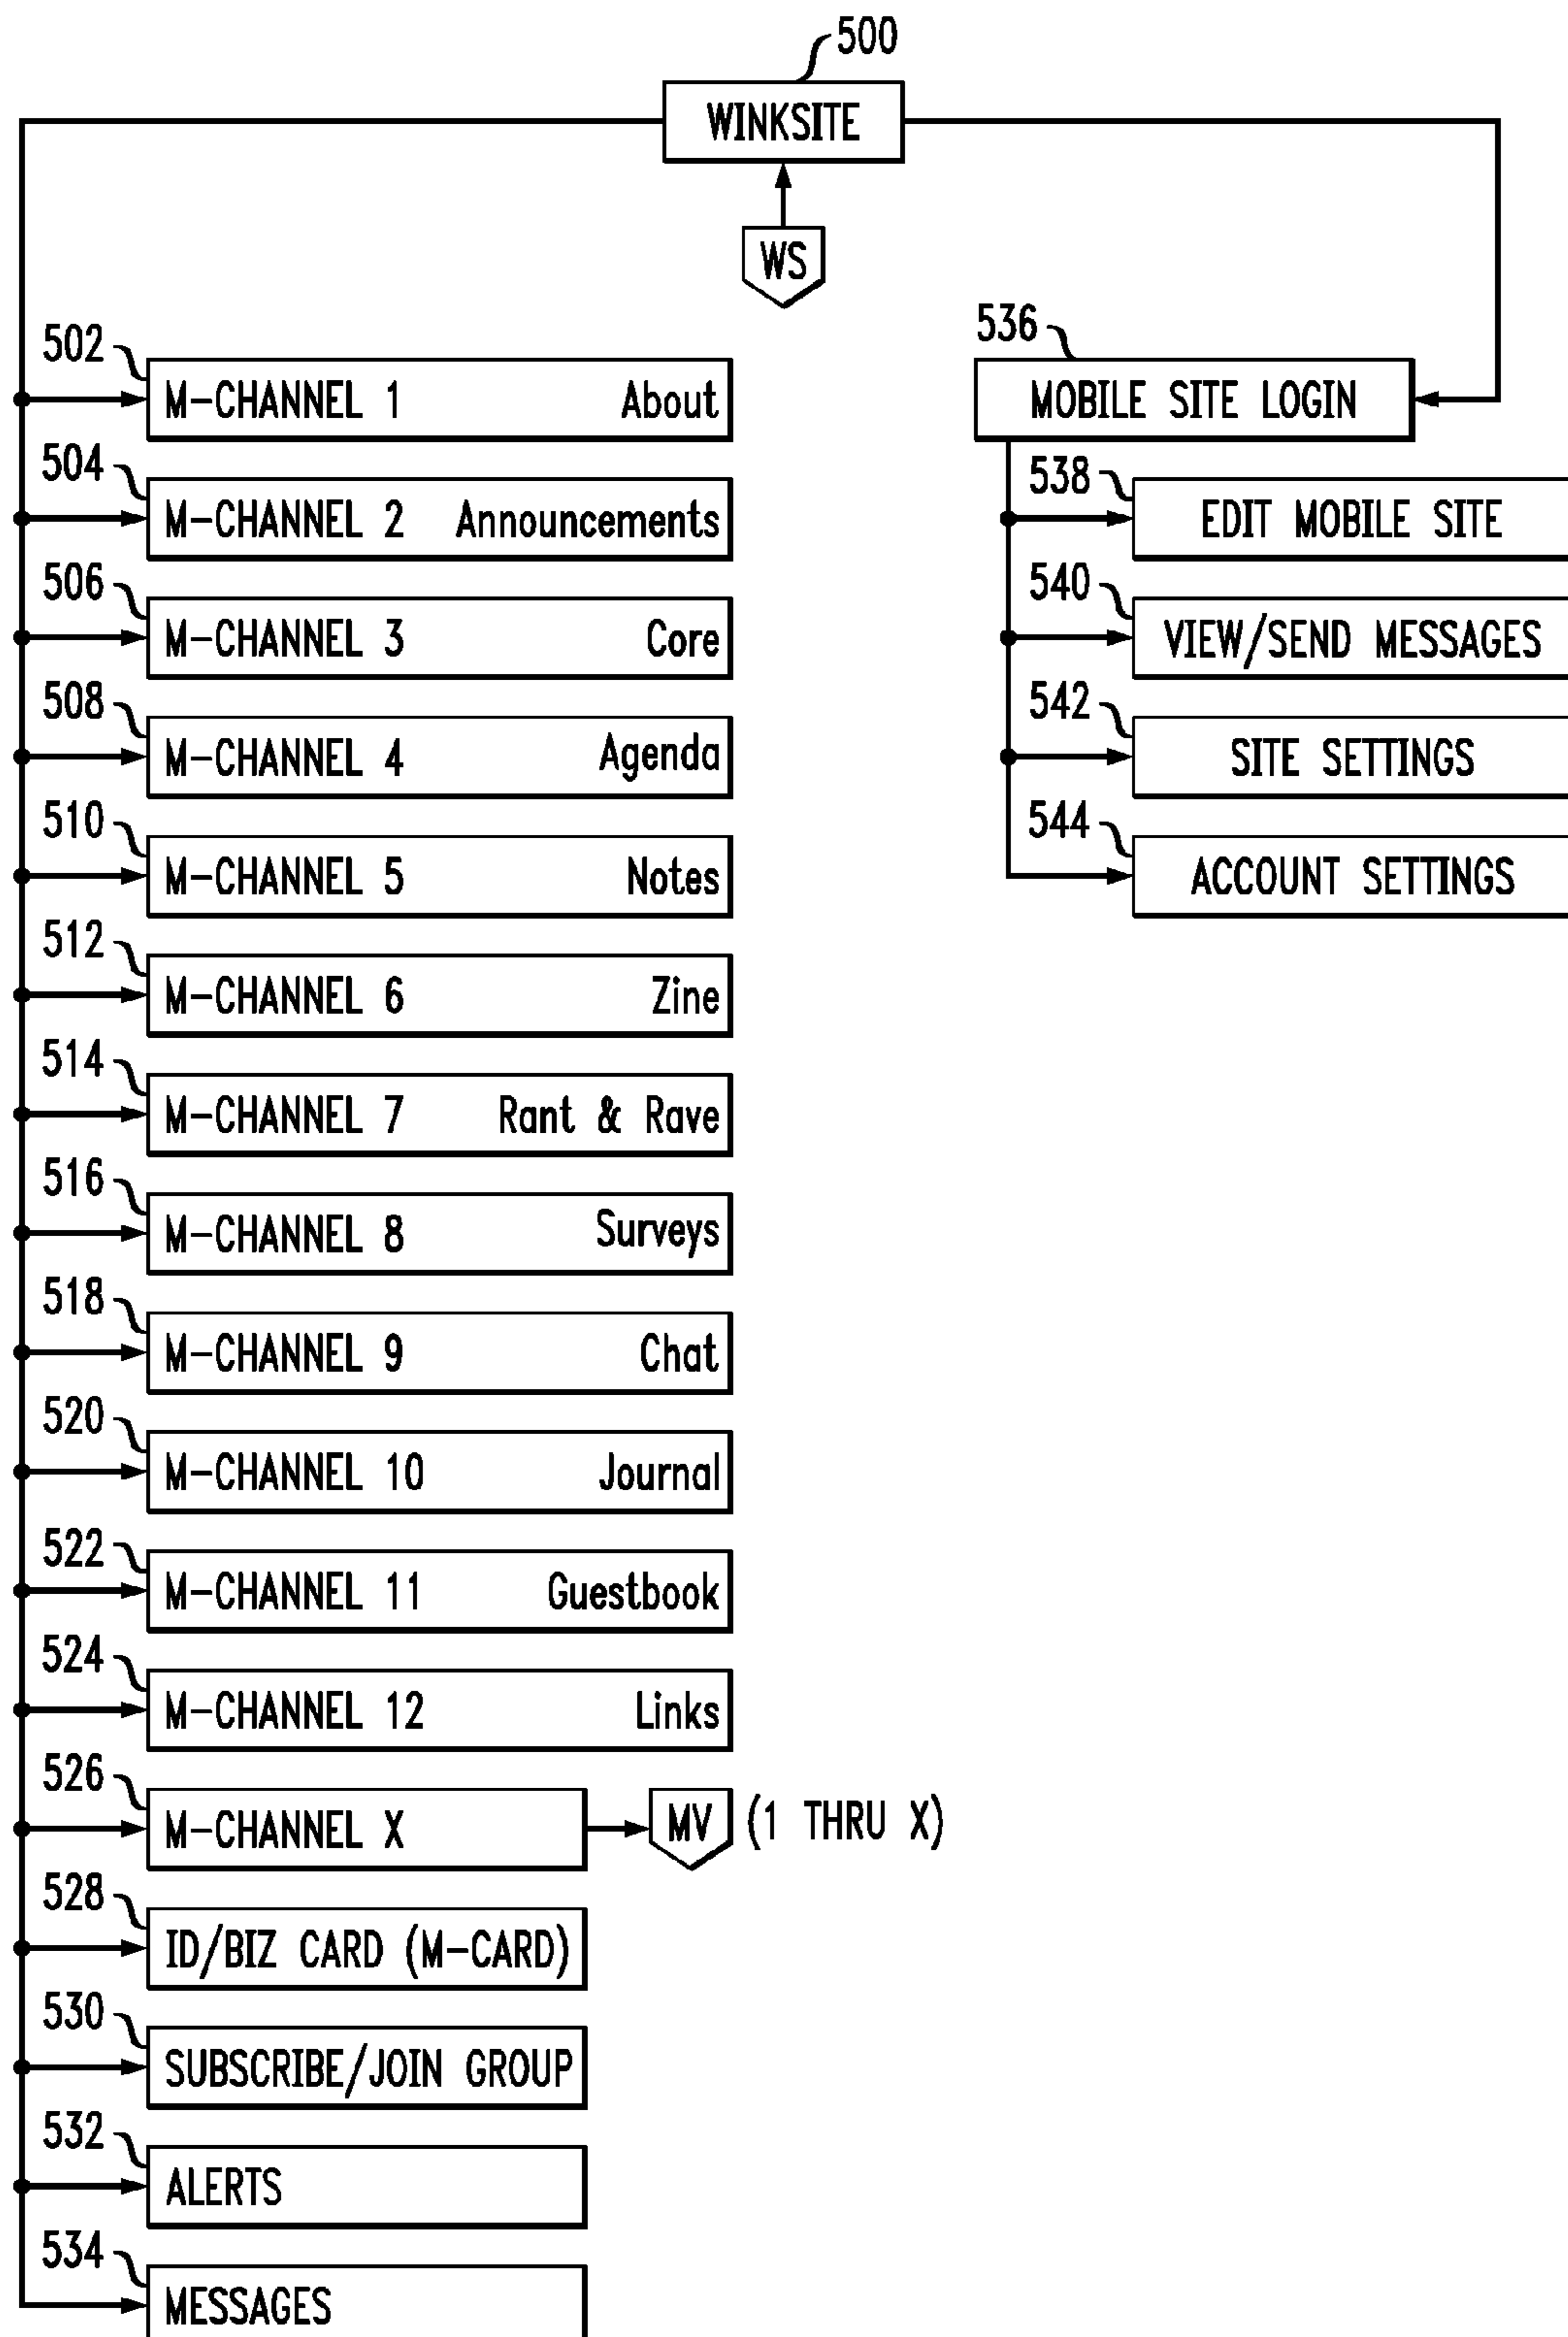 500
WINKSITE
WS
502
M-CHANNEL 1 About
504
M-CHANNEL 2 Announcements
506
M-CHANNEL 3 Core
508
M-CHANNEL 4 Agenda
510
M-CHANNEL 5 Notes
512
M-CHANNEL 6 Zine
514
M-CHANNEL 7 Rant & Rave
516
M-CHANNEL 8 Surveys
518
M-CHANNEL 9 Chat
520
M-CHANNEL 10 Journal
522
M-CHANNEL 11 Guestbook
524
M-CHANNEL 12 Links
526
M-CHANNEL X
MV (1 THRU X)
528
ID/BIZ CARD (M-CARD)
530
SUBSCRIBE/JOIN GROUP
532
ALERTS
534
MESSAGES
536
MOBILE SITE LOGIN
538
EDIT MOBILE SITE
540
VIEW/SEND MESSAGES
542
SITE SETTINGS
544
ACCOUNT SETTINGS